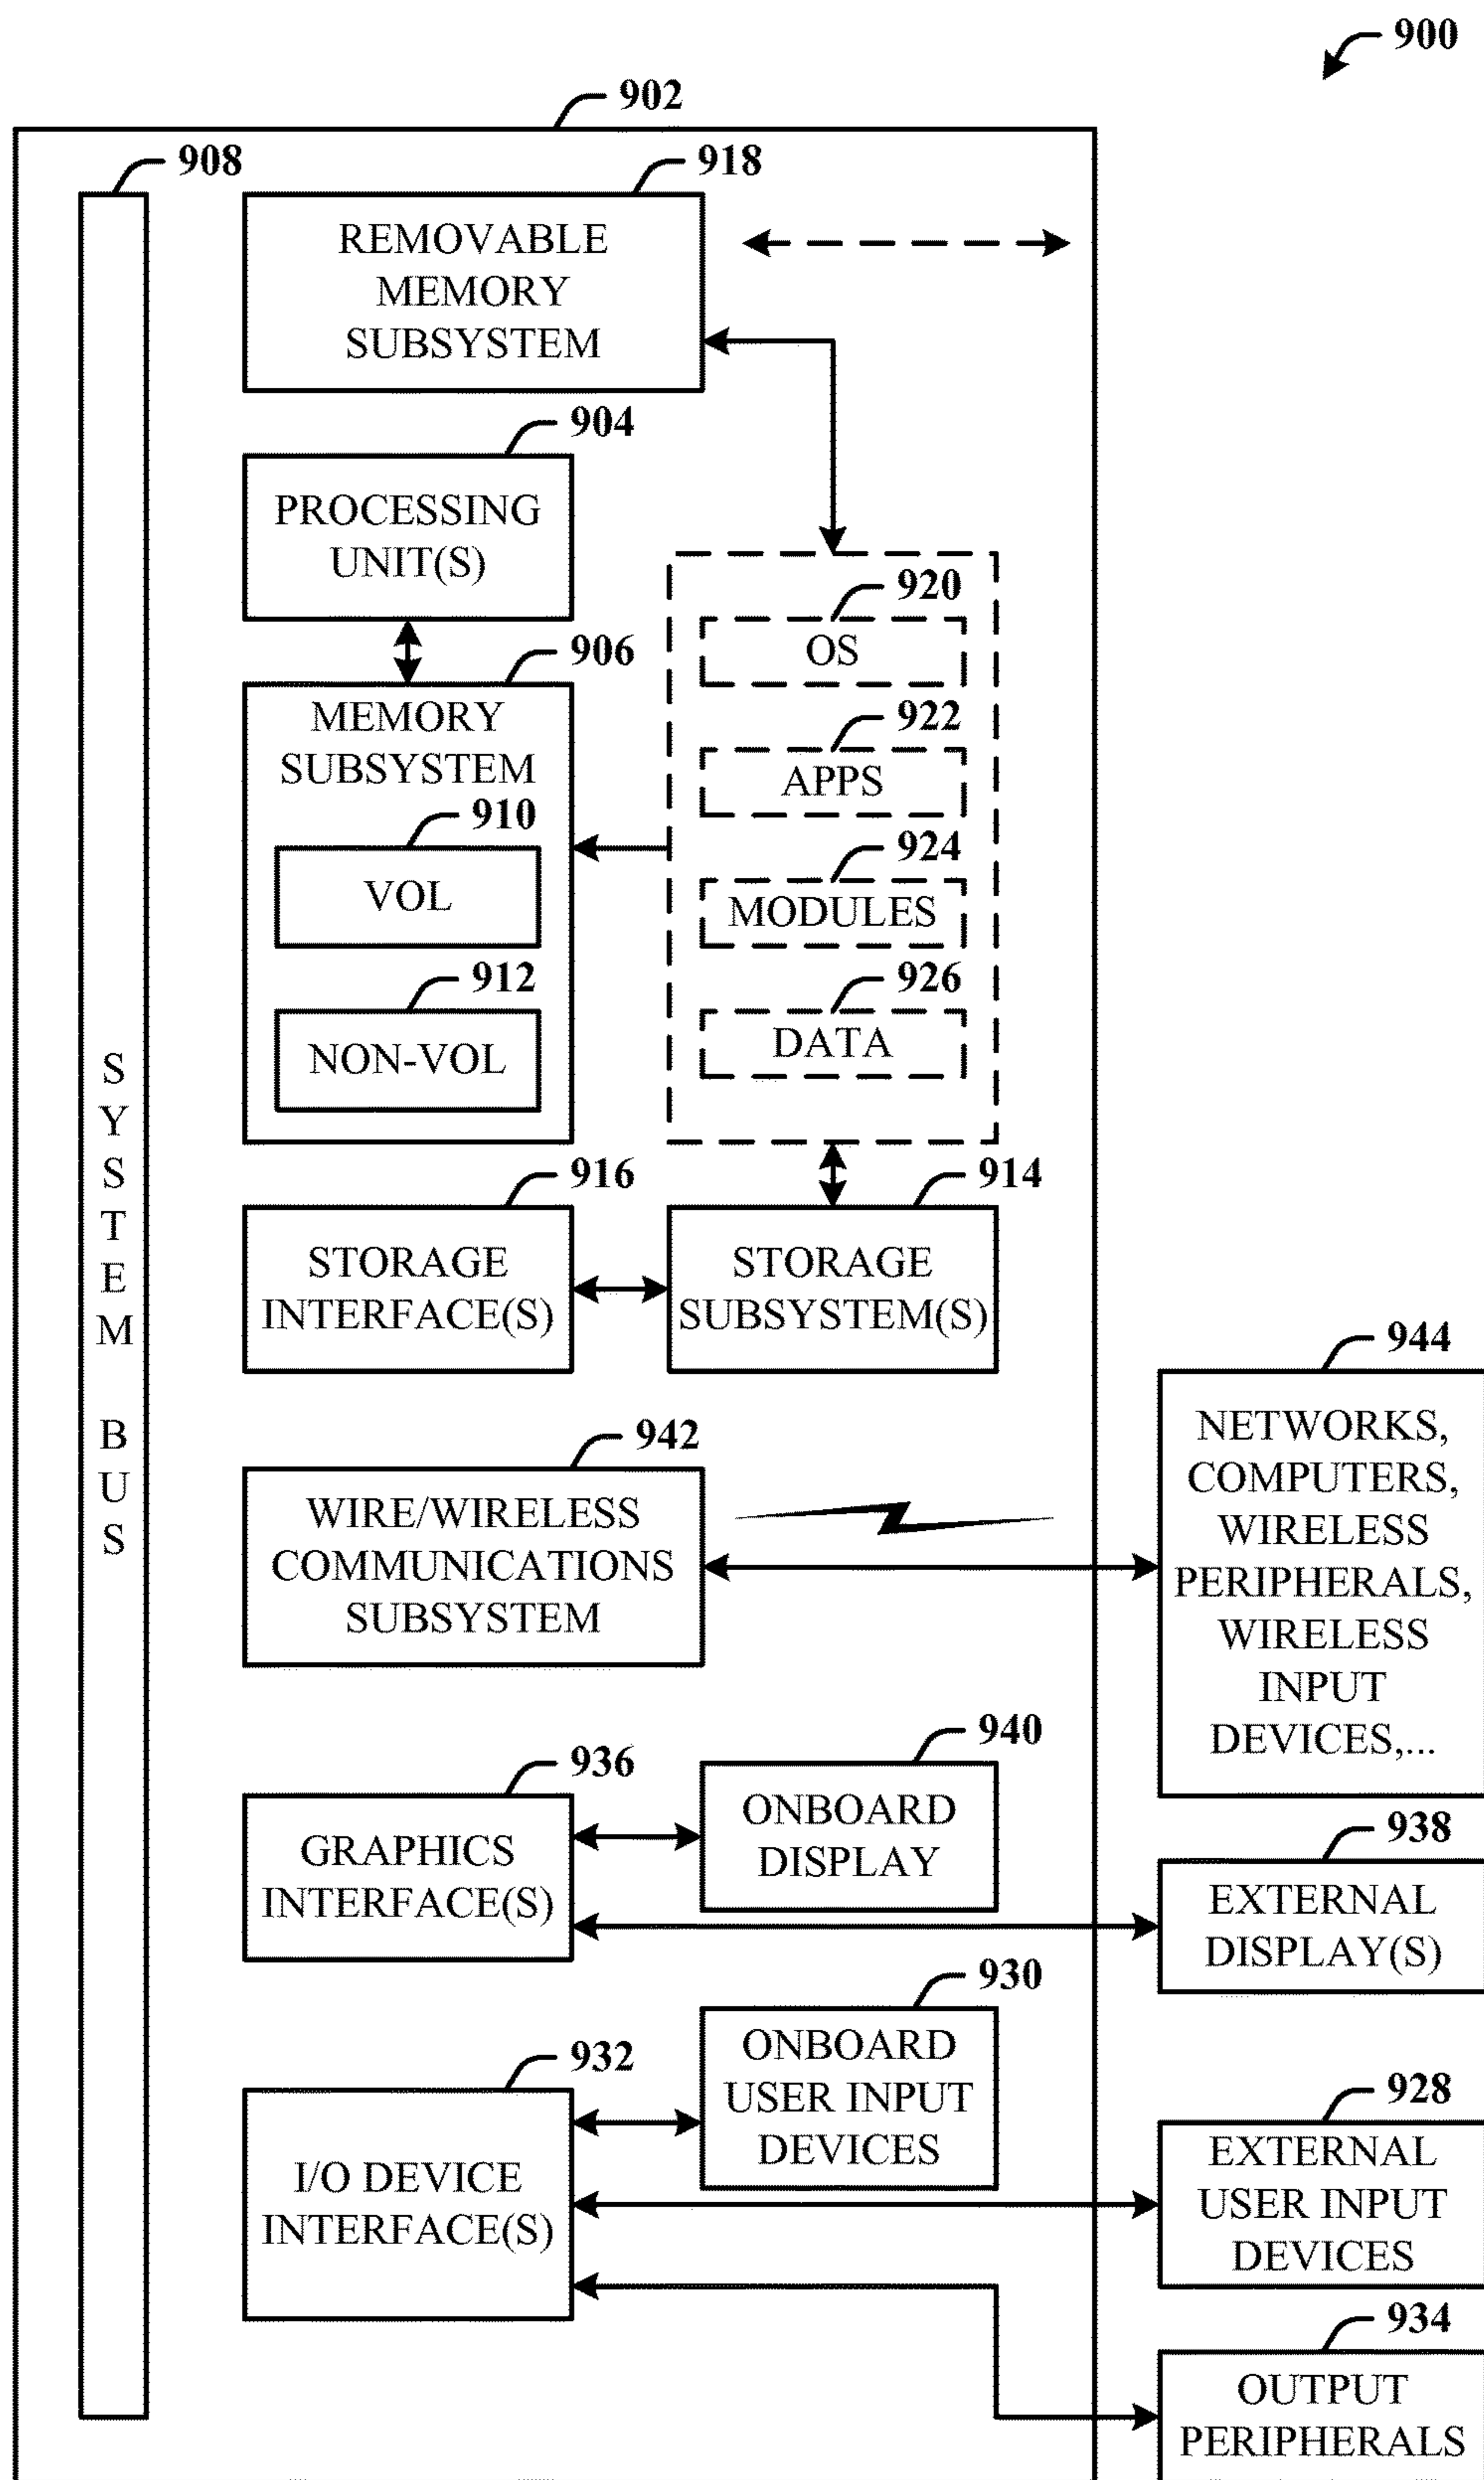 900
902
908
918
REMOVABLE
MEMORY
SUBSYSTEM
904
PROCESSING
UNIT(S)
920
OS
906
MEMORY
SUBSYSTEM
922
APPS
910
VOL
924
MODULES
912
NON-VOL
926
DATA
SYSTEM BUS
916
STORAGE
INTERFACE(S)
914
STORAGE
SUBSYSTEM(S)
944
NETWORKS,
COMPUTERS,
WIRELESS
PERIPHERALS,
WIRELESS
INPUT
DEVICES,...
942
WIRE/WIRELESS
COMMUNICATIONS
SUBSYSTEM
940
ONBOARD
DISPLAY
936
GRAPHICS
INTERFACE(S)
938
EXTERNAL
DISPLAY(S)
930
ONBOARD
USER INPUT
DEVICES
932
I/O DEVICE
INTERFACE(S)
928
EXTERNAL
USER INPUT
DEVICES
934
OUTPUT
PERIPHERALS